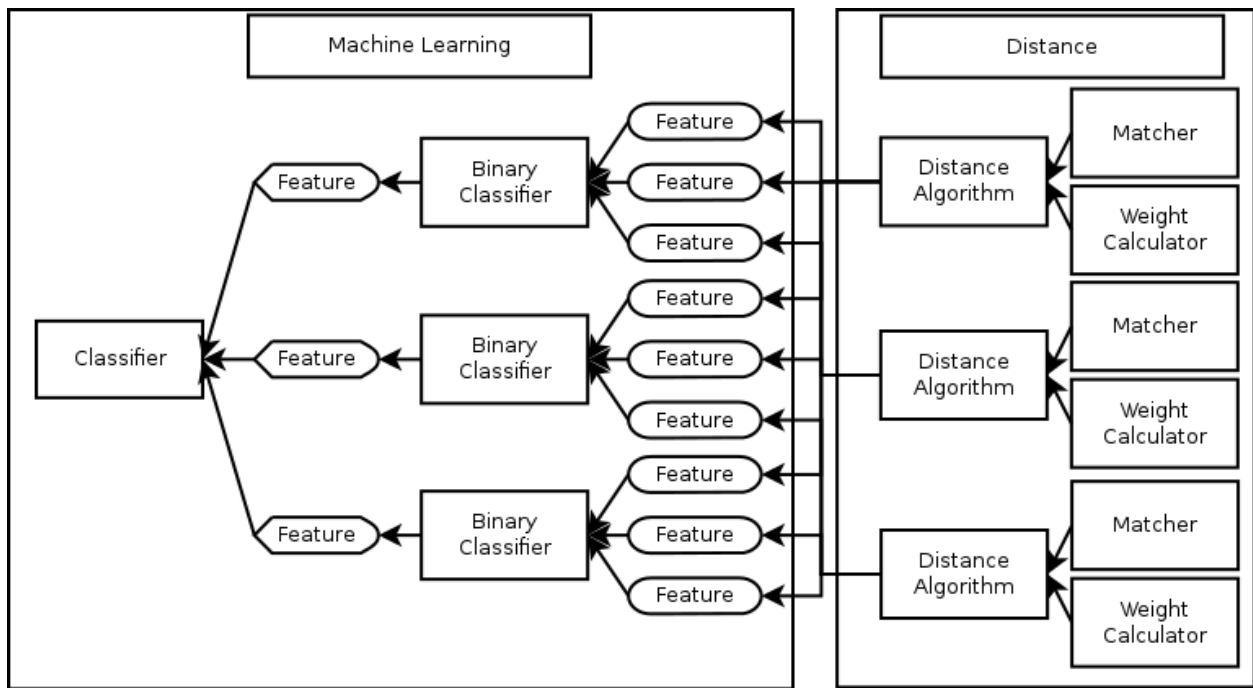 Machine Learning
Distance
Feature
Feature
Feature
Binary
Classifier
Feature
Feature
Feature
Feature
Binary
Classifier
Feature
Classifier
Feature
Feature
Feature
Binary
Classifier
Feature
Feature
Distance
Algorithm
Matcher
Weight
Calculator
Distance
Algorithm
Matcher
Weight
Calculator
Distance
Algorithm
Matcher
Weight
Calculator